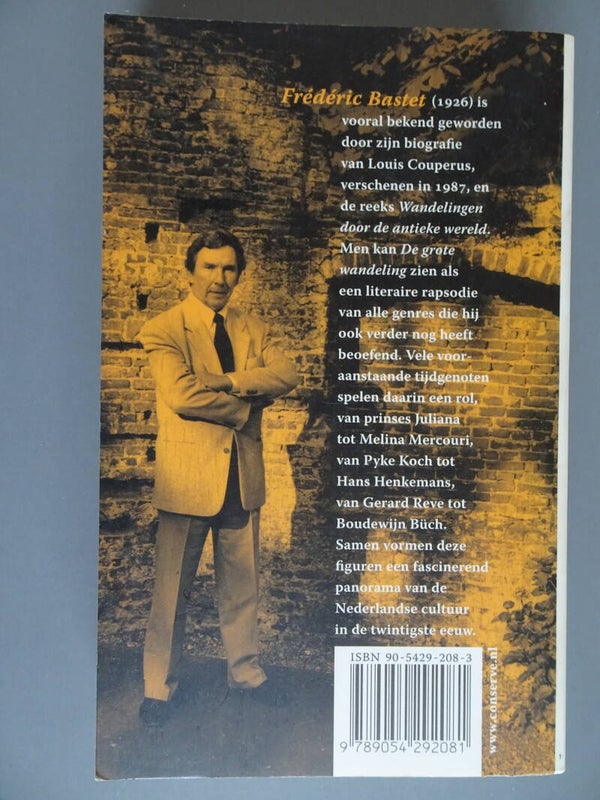 Frédéric Bastet (1926) is
vooral bekend geworden
door zijn biografie
van Louis Couperus,
verschenen in 1987, en
de reeks Wandelingen
door de antieke wereld.
Men kan De grote
wandeling zien als
een literaire rapsodie
van alle genres die hij
ook verder nog heeft
beoefend. Vele voor-
aanstaande tijdgenoten
spelen daarin een rol,
van prinses Juliana
tot Melina Mercouri,
van Pyke Koch tot
Hans Henkemans,
van Gerard Reve tot
Boudewijn Büch.
Samen vormen deze
figuren een fascinerend
panorama van de
Nederlandse cultuur
in de twintigste eeuw.
ISBN 90-5429-208-3
9 789054 292081
www.conserve.nl